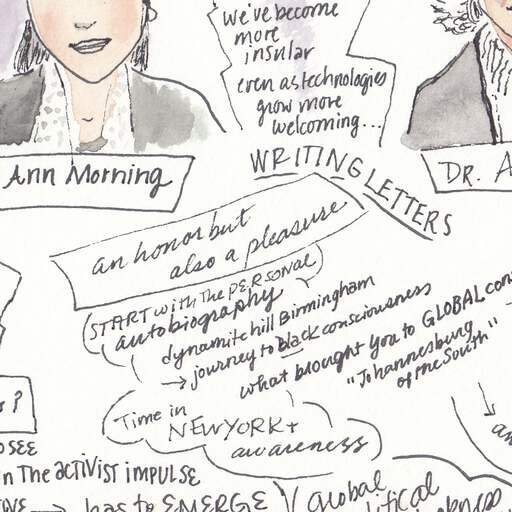 we've become
more
insular
even as technologies
grow more
welcoming...
Ann Morning
DR. A
WRITING LETTERS
an honor but
also a pleasure
(START with The PERSONAL)
autobiography
dynamite hill Birmingham
→ journey to black consciousness
what brought you to GLOBAL con
"Johannesburg
of the South"
Time in
NEW YORK +
awareness
an
?
OSEE
n The ACTIVIST IMPULSE
→ has to EMERGE
Global
litical